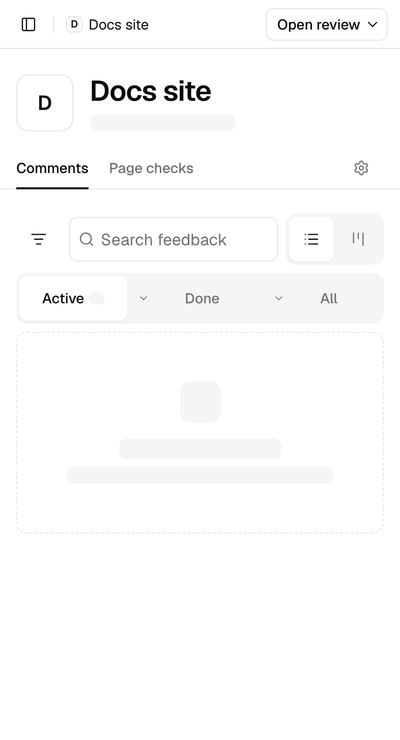 D Docs site Open review
D
Docs site
Comments Page checks
Search feedback
Active Done All